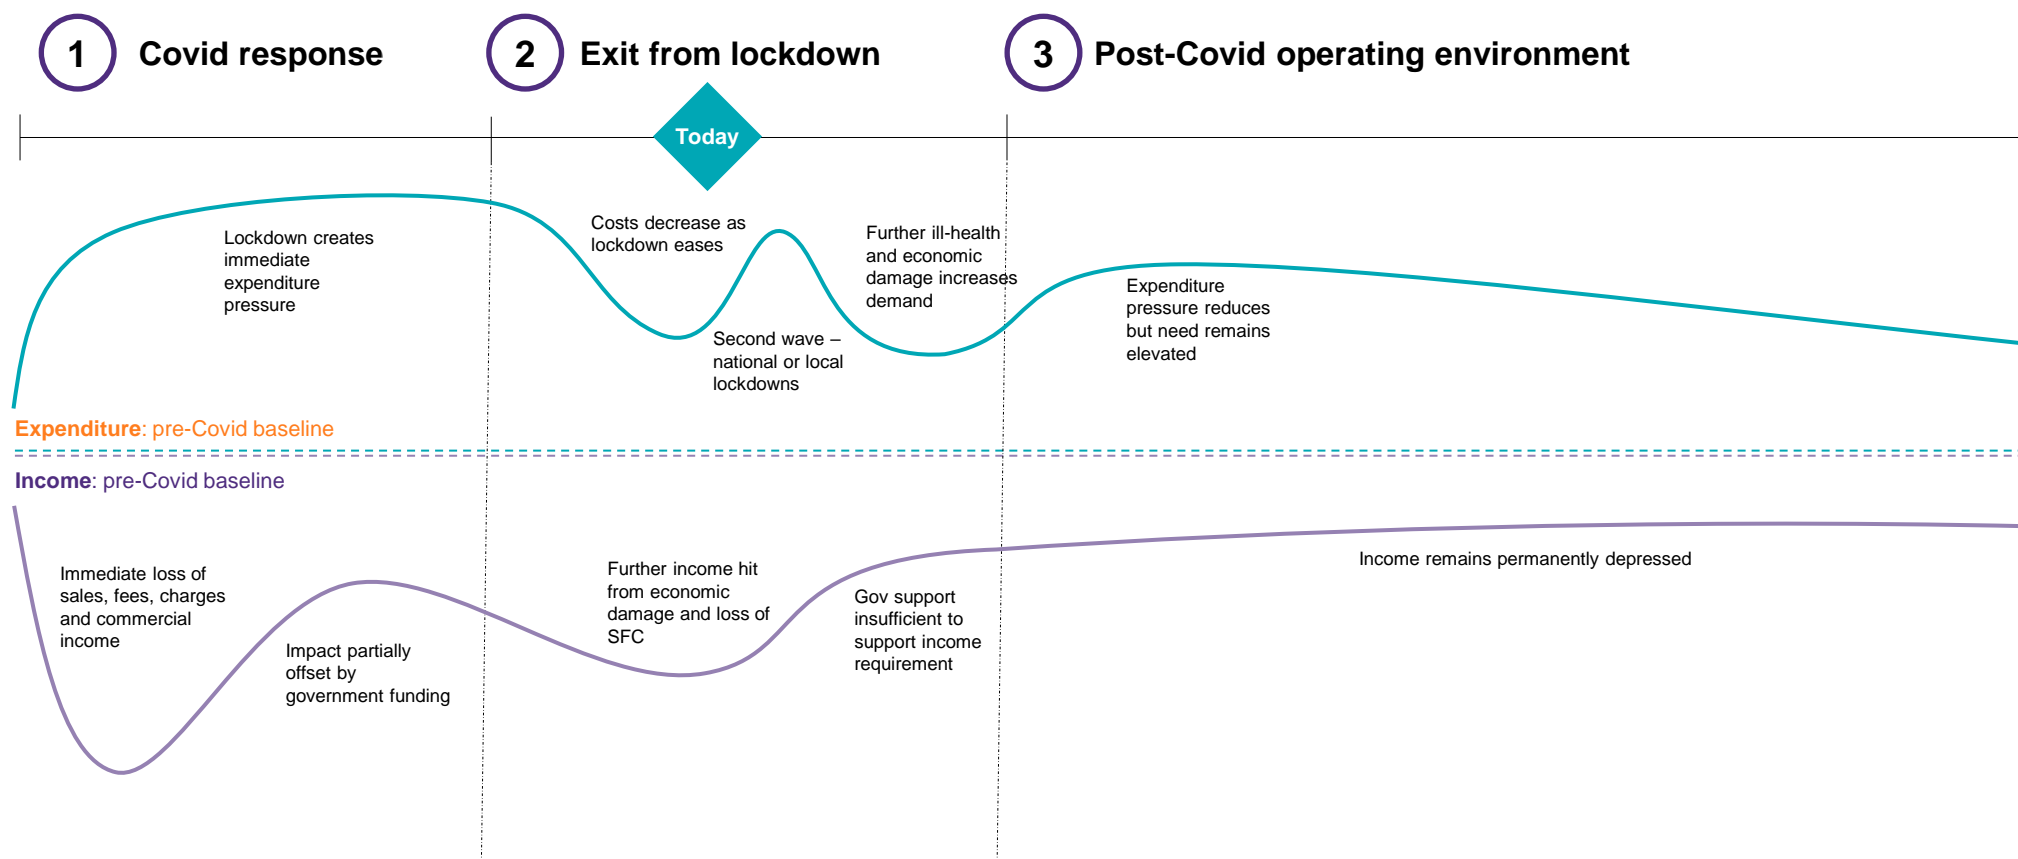 1 Covid response
2 Exit from lockdown
3 Post-Covid operating environment
Today
Lockdown creates
immediate
expenditure
pressure
Costs decrease as
lockdown eases
Second wave –
national or local
lockdowns
Further ill-health
and economic
damage increases
demand
Expenditure
pressure reduces
but need remains
elevated
Expenditure: pre-Covid baseline
Income: pre-Covid baseline
Immediate loss of
sales, fees, charges
and commercial
income
Impact partially
offset by
government funding
Further income hit
from economic
damage and loss of
SFC
Gov support
insufficient to
support income
requirement
Income remains permanently depressed